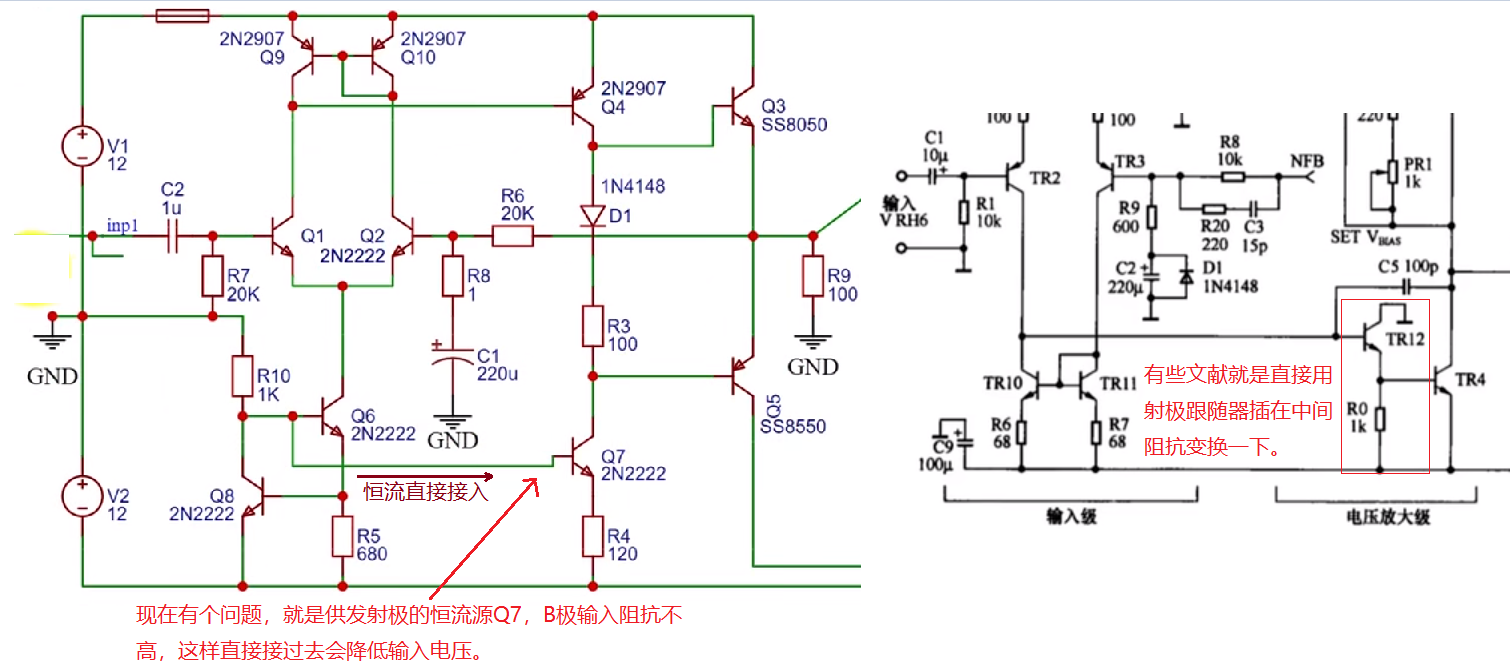 2N2907
Q9
2N2907
Q10
2N2907
Q4
Q3
SS8050
V1
12
C2
1u
inp1
R7
20K
Q1
Q2
2N2222
R6
20K
1N4148
D1
R8
1
R9
100
R3
100
C1
220u
GND
GND
GND
R10
1K
Q6
2N2222
Q5
SS8550
Q7
2N2222
恒流直接接入
V2
12
Q8
2N2222
R5
680
R4
120
现在有个问题，就是供发射极的恒流源Q7，B极输入阻抗不
高，这样直接接过去会降低输入电压。
100
100
220
C1
10μ
+
TR2
TR3
R8
10k
NFB
PR1
1k
输入
V RH6
R1
10k
R9
600
R20
220
C3
15p
SET VBIAS
C2
220μ
+
D1
1N4148
C5 100p
TR12
TR10
TR11
TR4
有些文献就是直接用
射极跟随器插在中间
阻抗变换一下。
R0
1k
R6
68
R7
68
C9
100μ
+
输入级
电压放大级